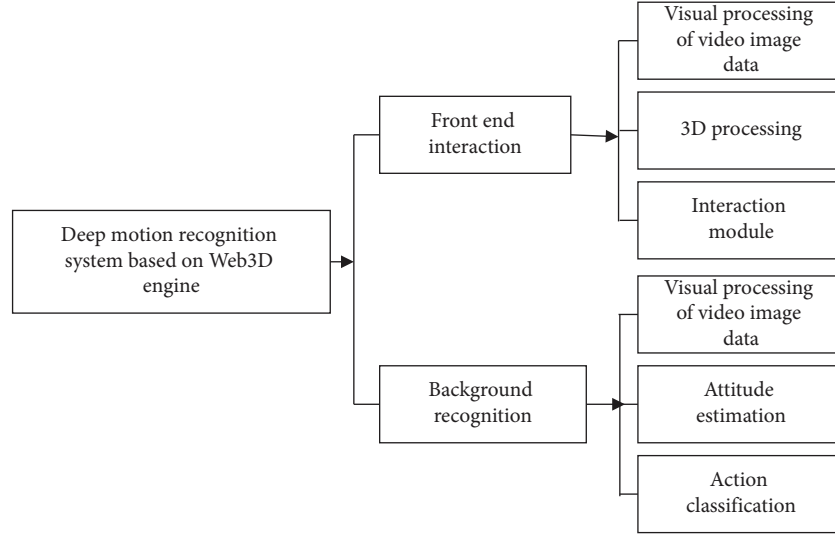 Visual processing
of video image
data
Front end
interaction
3D processing
Interaction
module
Deep motion recognition
system based on Web3D
engine
Visual processing
of video image
data
Background
recognition
Attitude
estimation
Action
classification